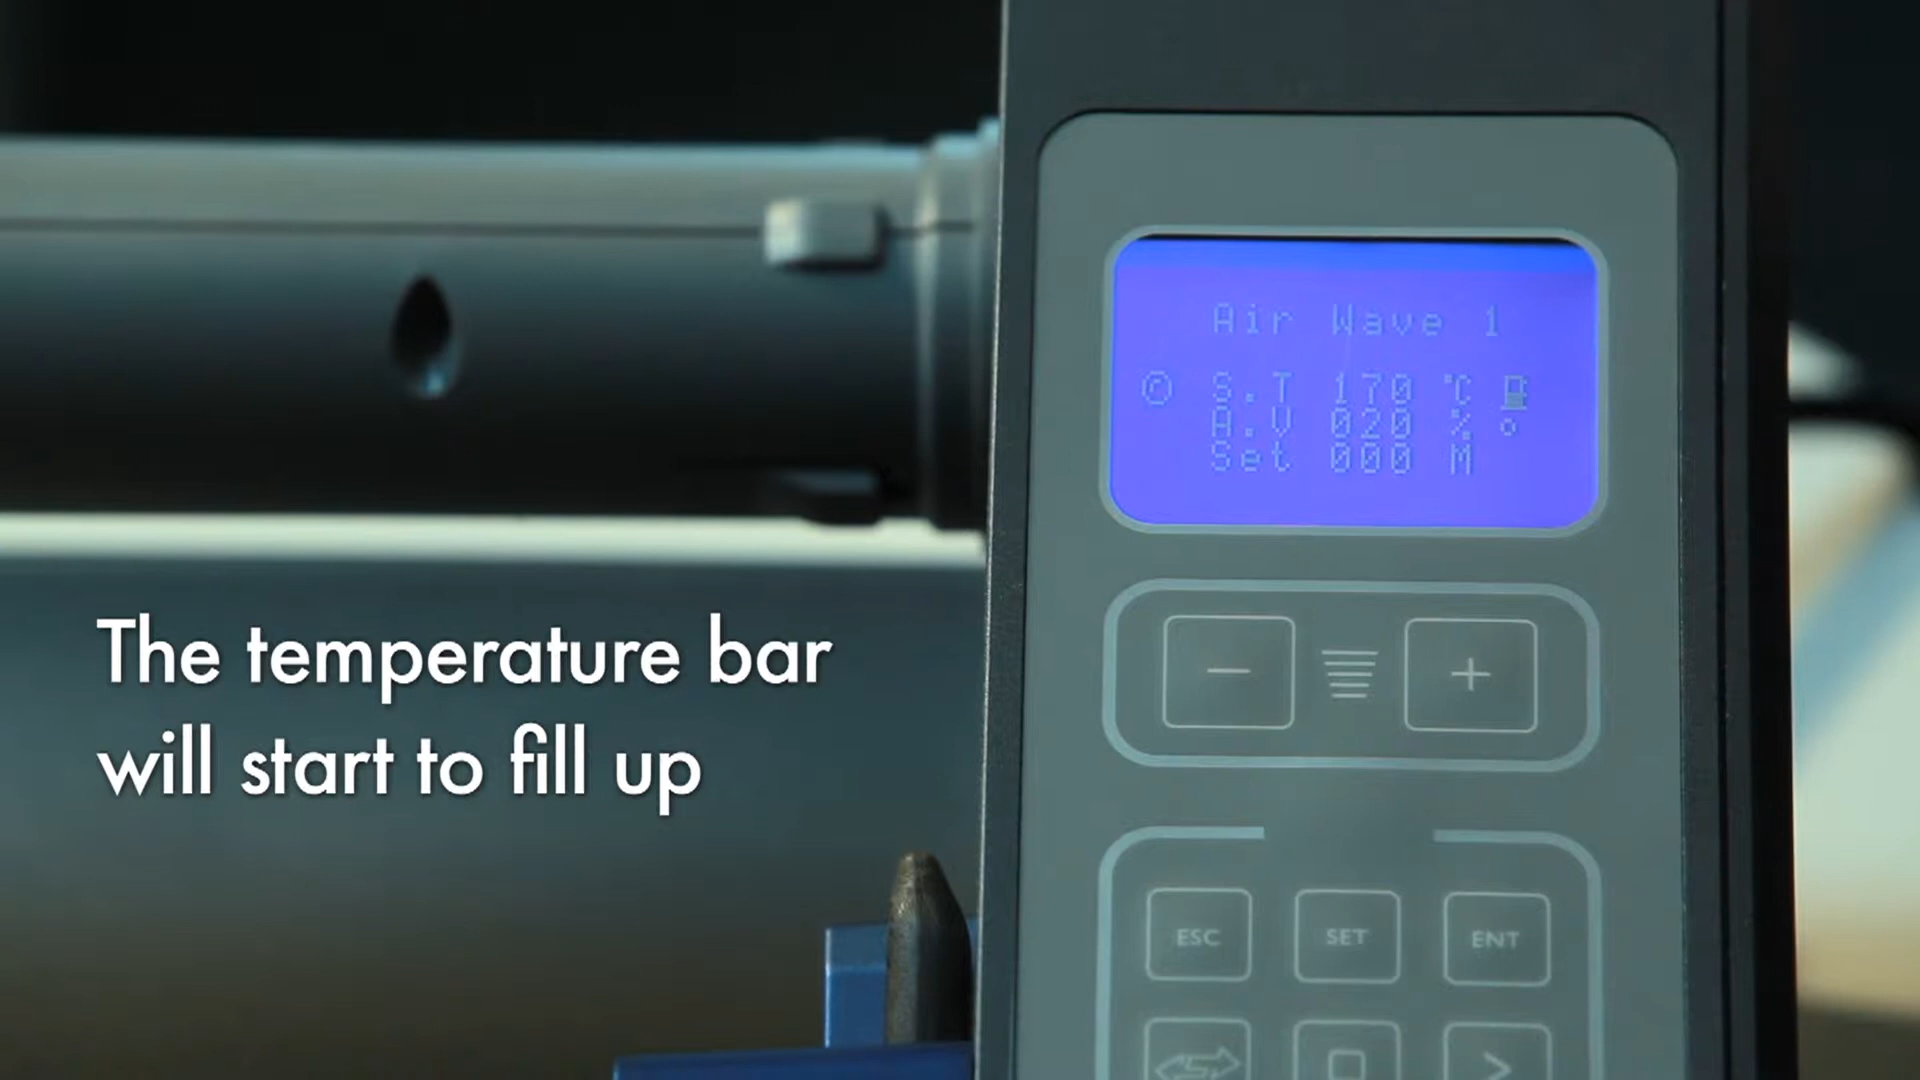 Air Wave 1
© S.T 170 °C
A.V 020 %
Set 000 M
The temperature bar
will start to fill up
− +
ESC SET ENT